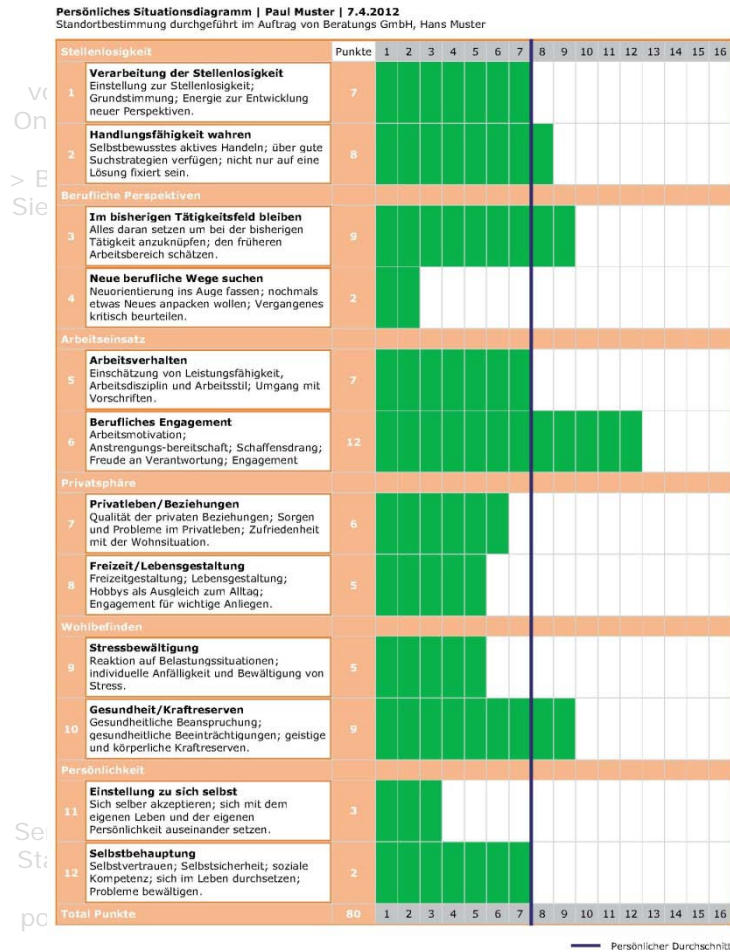 Persönliches Situationsdiagramm | Paul Muster | 7.4.2012
Standortbestimmung durchgeführt im Auftrag von Beratungs GmbH, Hans Muster
Stellenlosigkeit Punkte 1 2 3 4 5 6 7 8 9 10 11 12 13 14 15 16
1 Verarbeitung der Stellenlosigkeit 7
Einstellung zur Stellenlosigkeit;
Grundstimmung; Energie zur Entwicklung
neuer Perspektiven.
2 Handlungsfähigkeit wahren 8
Selbstbewusstes aktives Handeln; über gute
Suchstrategien verfügen; nicht nur auf eine
Lösung fixiert sein.
Berufliche Perspektiven
3 Im bisherigen Tätigkeitsfeld bleiben 9
Alles daran setzen um bei der bisherigen
Tätigkeit anzuknüpfen; den früheren
Arbeitsbereich schätzen.
4 Neue berufliche Wege suchen 2
Neuorientierung ins Auge fassen; nochmals
etwas Neues anpacken wollen; Vergangenes
kritisch beurteilen.
Arbeitseinsatz
5 Arbeitsverhalten 7
Einschätzung von Leistungsfähigkeit,
Arbeitsdisziplin und Arbeitsstil; Umgang mit
Vorschriften.
6 Berufliches Engagement 12
Arbeitsmotivation;
Anstrengungs-bereitschaft; Schaffensdrang;
Freude an Verantwortung; Engagement
Privatsphäre
7 Privatleben/Beziehungen 6
Qualität der privaten Beziehungen; Sorgen
und Probleme im Privatleben; Zufriedenheit
mit der Wohnsituation.
8 Freizeit/Lebensgestaltung 5
Freizeitgestaltung; Lebensgestaltung;
Hobbys als Ausgleich zum Alltag;
Engagement für wichtige Anliegen.
Wohlbefinden
9 Stressbewältigung 5
Reaktion auf Belastungssituationen;
individuelle Anfälligkeit und Bewältigung von
Stress.
10 Gesundheit/Kraftreserven 9
Gesundheitliche Beanspruchung;
gesundheitliche Beeinträchtigungen; geistige
und körperliche Kraftreserven.
Persönlichkeit
11 Einstellung zu sich selbst 3
Sich selber akzeptieren; sich mit dem
eigenen Leben und der eigenen
Persönlichkeit auseinander setzen.
12 Selbstbehauptung 2
Selbstvertrauen; Selbstsicherheit; soziale
Kompetenz; sich im Leben durchsetzen;
Probleme bewältigen.
Total Punkte 80 1 2 3 4 5 6 7 8 9 10 11 12 13 14 15 16
Persönlicher Durchschnitt